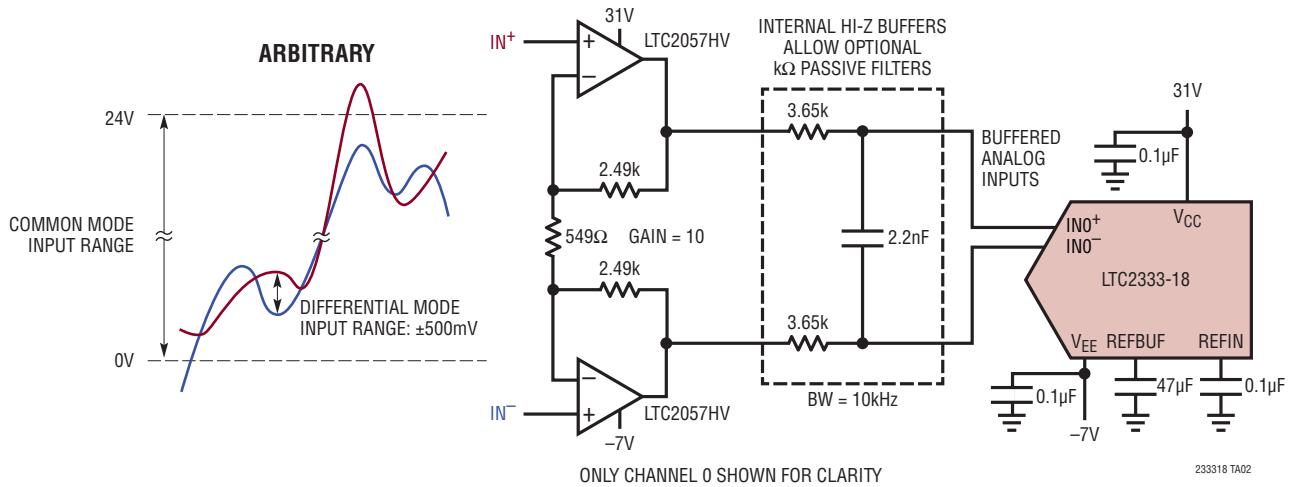 ARBITRARY
24V
COMMON MODE
INPUT RANGE
DIFFERENTIAL MODE
INPUT RANGE: ±500mV
0V
IN+
31V
LTC2057HV
2.49k
549Ω
GAIN = 10
2.49k
IN−
LTC2057HV
–7V
INTERNAL HI-Z BUFFERS
ALLOW OPTIONAL
kΩ PASSIVE FILTERS
3.65k
2.2nF
3.65k
BW = 10kHz
BUFFERED
ANALOG
INPUTS
31V
0.1µF
VCC
IN0+
IN0−
LTC2333-18
VEE
REFBUF
REFIN
0.1µF
47µF
0.1µF
–7V
ONLY CHANNEL 0 SHOWN FOR CLARITY
233318 TA02